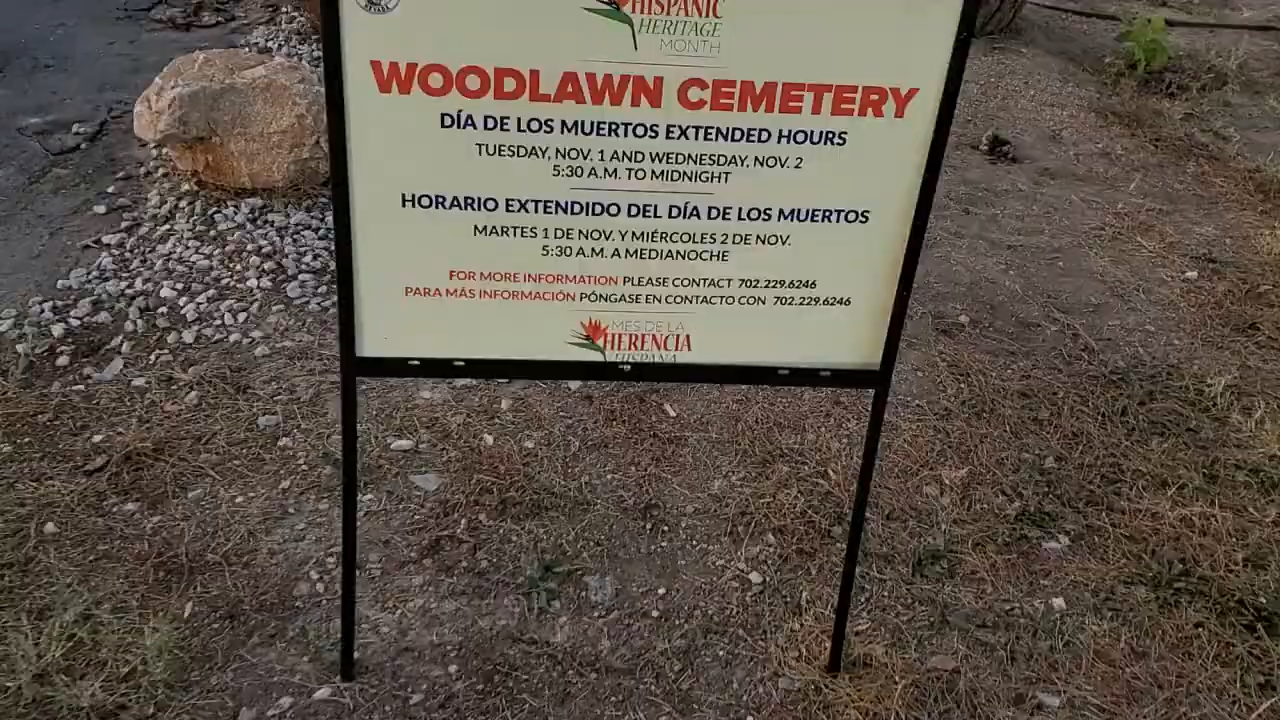 NEVADA
HISPANIC
HERITAGE
MONTH
WOODLAWN CEMETERY
DÍA DE LOS MUERTOS EXTENDED HOURS
TUESDAY, NOV. 1 AND WEDNESDAY, NOV. 2
5:30 A.M. TO MIDNIGHT
HORARIO EXTENDIDO DEL DÍA DE LOS MUERTOS
MARTES 1 DE NOV. Y MIÉRCOLES 2 DE NOV.
5:30 A.M. A MEDIANOCHE
FOR MORE INFORMATION PLEASE CONTACT 702.229.6246
PARA MÁS INFORMACIÓN PÓNGASE EN CONTACTO CON 702.229.6246
MES DE LA
HERENCIA
HISPANA